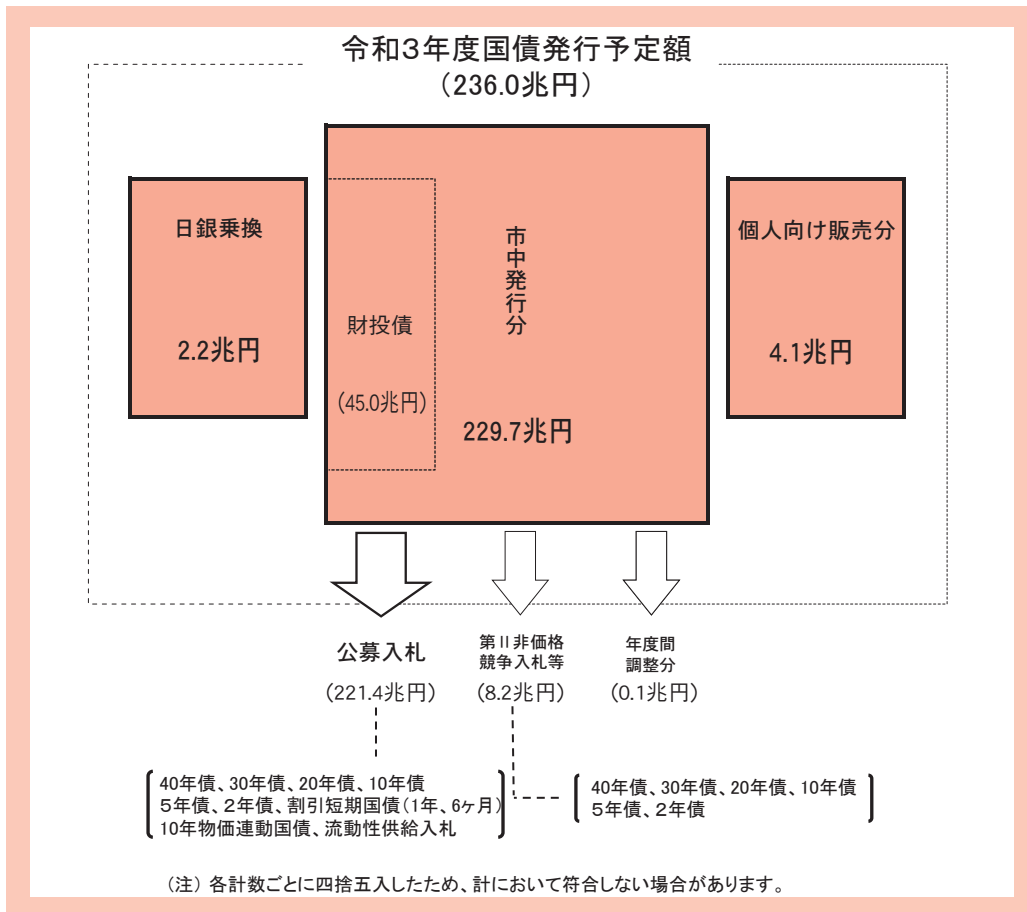 令和３年度国債発行予定額
（236.0兆円）
日銀乗換
2.2兆円
市中発行分
財投債
(45.0兆円)
229.7兆円
個人向け販売分
4.1兆円
公募入札
(221.4兆円)
第Ⅱ非価格
競争入札等
(8.2兆円)
年度間
調整分
(0.1兆円)
40年債、30年債、20年債、10年債
5年債、２年債、割引短期国債（1年、6ヶ月）
10年物価連動国債、流動性供給入札
40年債、30年債、20年債、10年債
5年債、２年債
（注） 各計数ごとに四捨五入したため、計において符合しない場合があります。